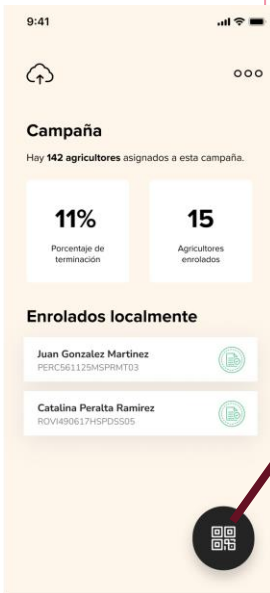 9:41
Campaña
Hay 142 agricultores asignados a esta campaña.
11%
Porcentaje de
terminación
15
Agricultores
enrolados
Enrolados localmente
Juan Gonzalez Martinez
PERC561125MSPRMT03
Catalina Peralta Ramirez
ROVI490617HSPDSS05